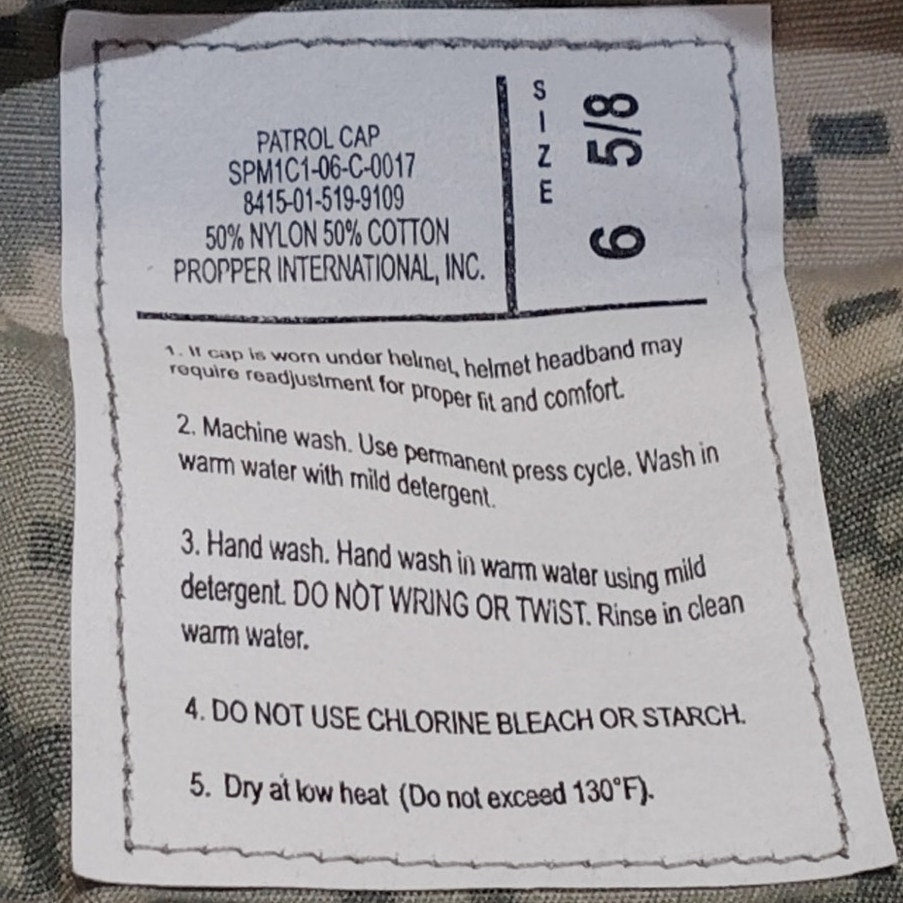 PATROL CAP
SPM1C1-06-C-0017
8415-01-519-9109
50% NYLON 50% COTTON
PROPPER INTERNATIONAL, INC.
SIZE
6 5/8
1. If cap is worn under helmet, helmet headband may
require readjustment for proper fit and comfort.
2. Machine wash. Use permanent press cycle. Wash in
warm water with mild detergent.
3. Hand wash. Hand wash in warm water using mild
detergent. DO NOT WRING OR TWIST. Rinse in clean
warm water.
4. DO NOT USE CHLORINE BLEACH OR STARCH.
5. Dry at low heat (Do not exceed 130°F).